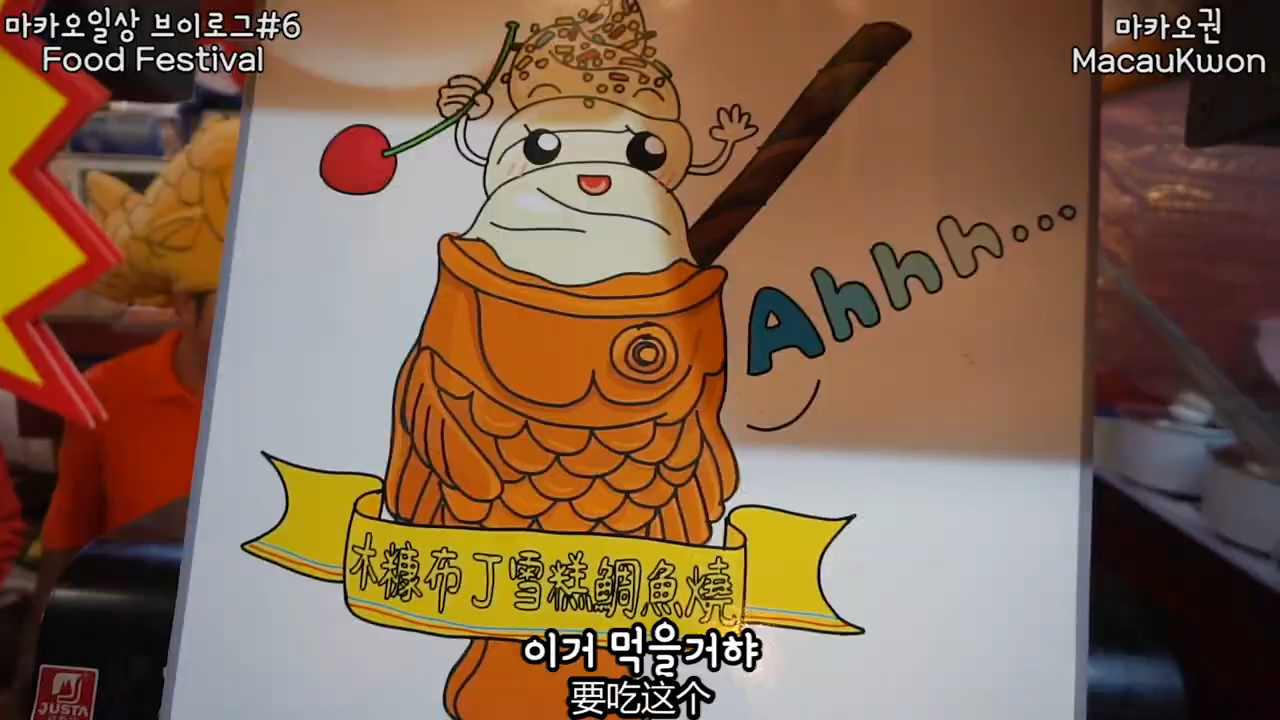 마카오일상 브이로그#6
Food Festival
마카오권
MacauKwon
Ahhh...
木糠布丁雪糕鯛魚燒
이거 먹을거햐
要吃这个
JUSTA